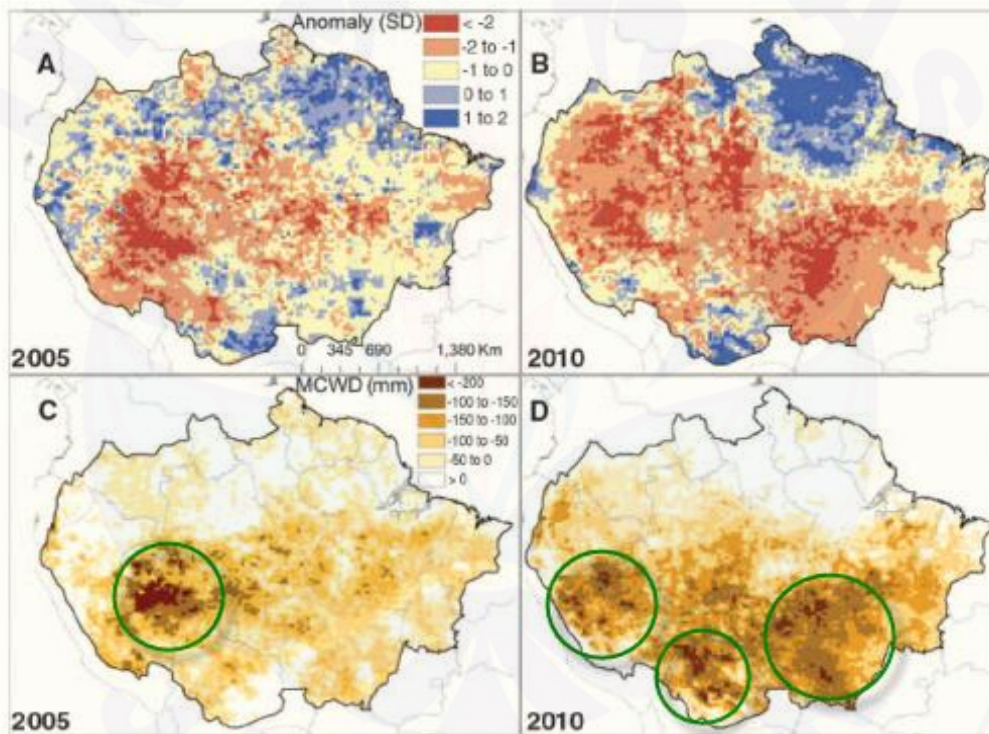 Anomaly (SD)
< -2
-2 to -1
-1 to 0
0 to 1
1 to 2
A
B
2005
0 345 690 1,380 Km
2010
MCWD (mm)
< -200
-100 to -150
-150 to -100
-100 to -50
-50 to 0
> 0
C
D
2005
2010